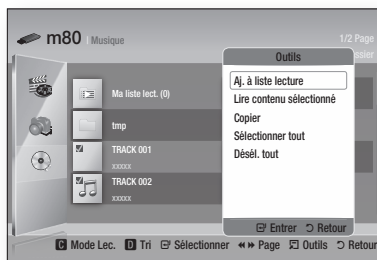 m80 | Musique
1/2 Page
ssier
Outils
Aj. à liste lecture
Lire contenu sélectionné
Copier
Sélectionner tout
Désél. tout
Entrer Retour
Ma liste lect. (0)
tmp
TRACK 001
xxxxx
TRACK 002
xxxxx
C Mode Lec. D Tri Sélectionner Page Outils Retour